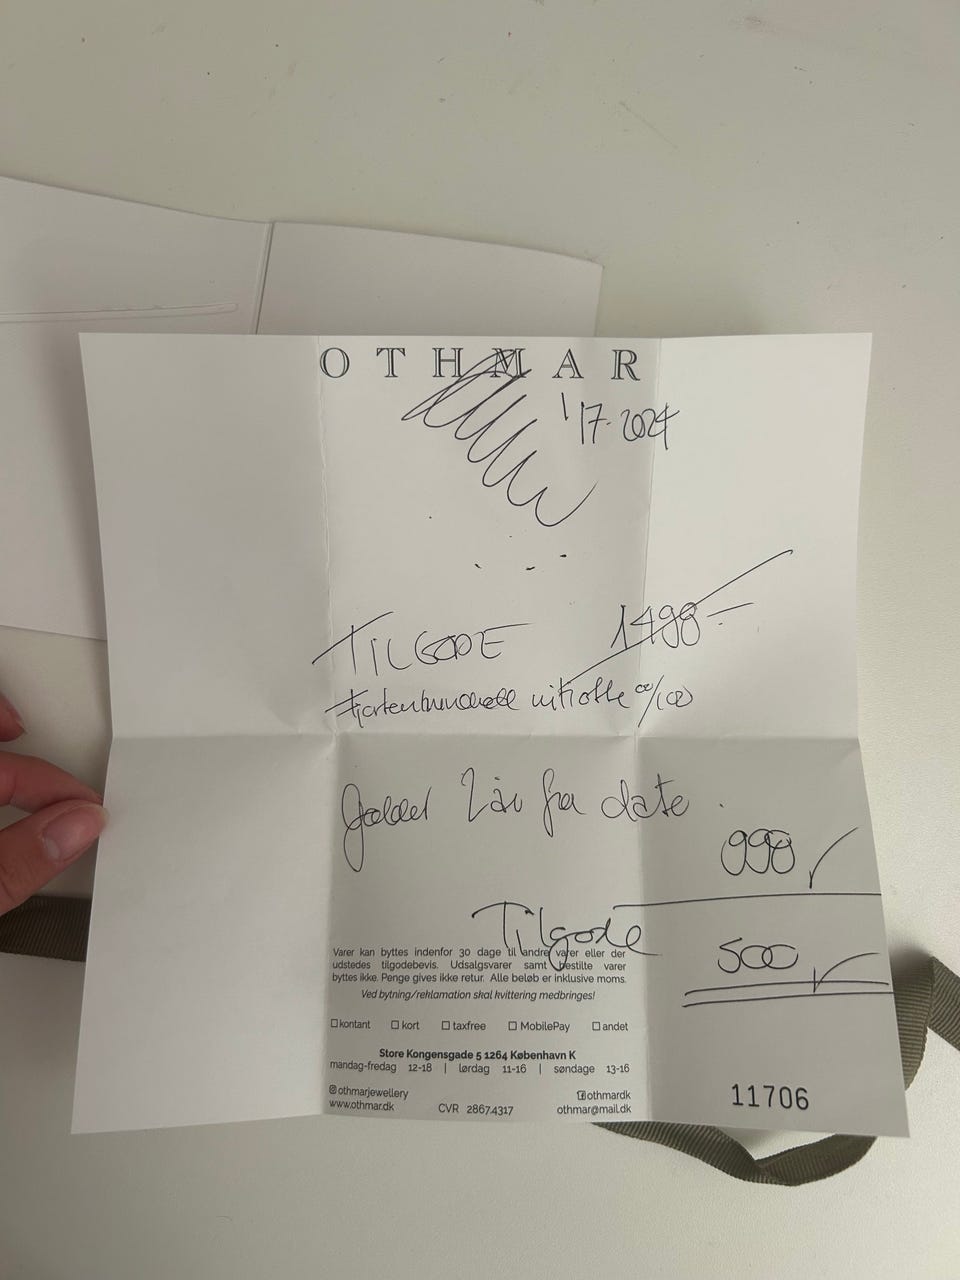 OTHMAR
1/7-2024
TILGODE 1498-
fjortenhundrede nitiotte 00/100
Gælder 2 år fra dato.
998,-
Tilgode 500,-
Varer kan byttes indenfor 30 dage til andre varer eller der
udstedes tilgodebevis. Udsalgsvarer samt bestilte varer
byttes ikke. Penge gives ikke retur. Alle beløb er inklusive moms.
Ved bytning/reklamation skal kvittering medbringes!
kontant kort taxfree MobilePay andet
Store Kongensgade 5 1264 København K
mandag-fredag 12-18 | lørdag 11-16 | søndage 13-16
othmarjewellery othmardk
www.othmar.dk CVR 28674317 othmar@mail.dk
11706